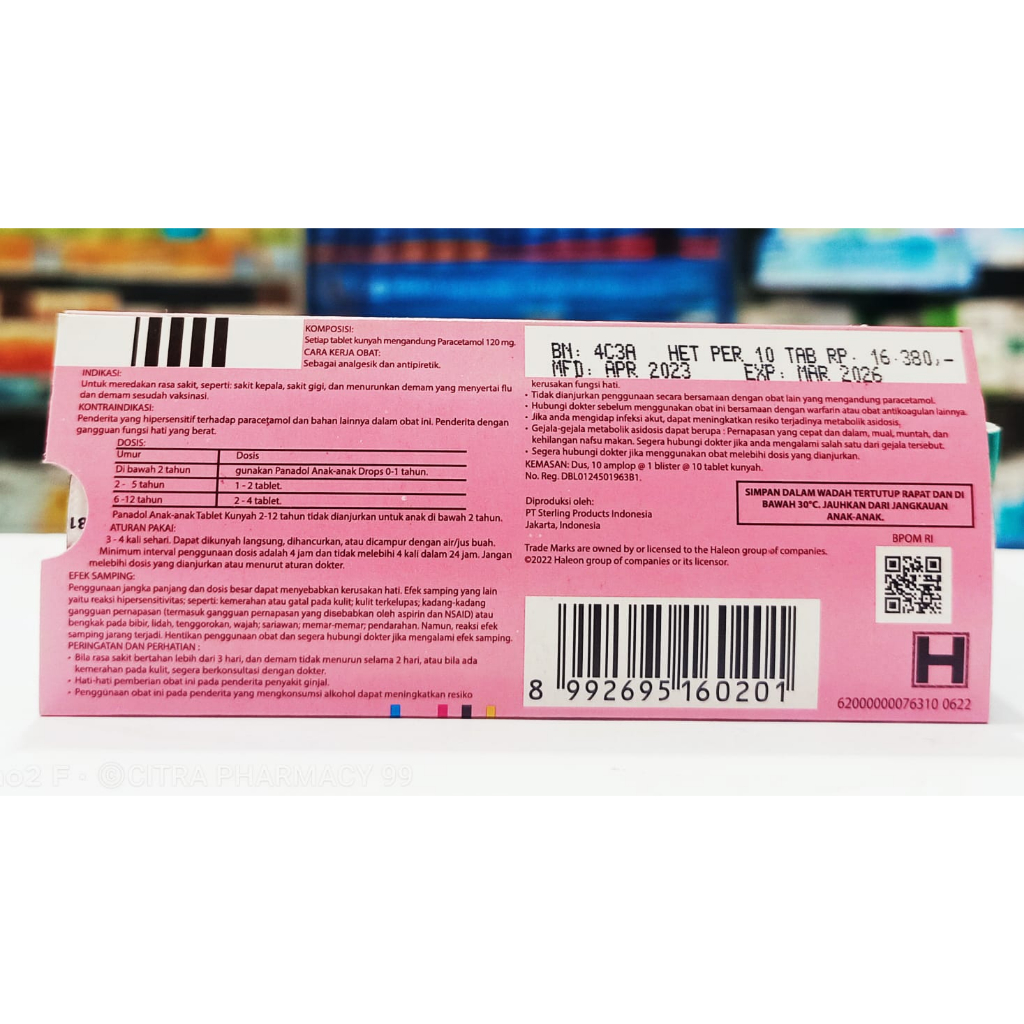 KOMPOSISI:
Setiap tablet kunyah mengandung Paracetamol 120 mg.
CARA KERJA OBAT:
Sebagai analgesik dan antipiretik.
INDIKASI:
Untuk meredakan rasa sakit, seperti: sakit kepala, sakit gigi, dan menurunkan demam yang menyertai flu
dan demam sesudah vaksinasi.
KONTRAINDIKASI:
Penderita yang hipersensitif terhadap paracetamol dan bahan lainnya dalam obat ini. Penderita dengan
gangguan fungsi hati yang berat.
DOSIS:
Umur Dosis
Di bawah 2 tahun gunakan Panadol Anak-anak Drops 0-1 tahun.
2 - 5 tahun 1 - 2 tablet.
6 -12 tahun 2 - 4 tablet.
Panadol Anak-anak Tablet Kunyah 2-12 tahun tidak dianjurkan untuk anak di bawah 2 tahun.
ATURAN PAKAI:
3 - 4 kali sehari. Dapat dikunyah langsung, dihancurkan, atau dicampur dengan air/jus buah.
Minimum interval penggunaan dosis adalah 4 jam dan tidak melebihi 4 kali dalam 24 jam. Jangan
melebihi dosis yang dianjurkan atau menurut aturan dokter.
EFEK SAMPING:
Penggunaan jangka panjang dan dosis besar dapat menyebabkan kerusakan hati. Efek samping yang lain
yaitu reaksi hipersensitivitas; seperti: kemerahan atau gatal pada kulit; kulit terkelupas; kadang-kadang
gangguan pernapasan (termasuk gangguan pernapasan yang disebabkan oleh aspirin dan NSAID) atau
bengkak pada bibir, lidah, tenggorokan, wajah; sariawan; memar-memar; pendarahan. Namun, reaksi efek
samping jarang terjadi. Hentikan penggunaan obat dan segera hubungi dokter jika mengalami efek samping.
PERINGATAN DAN PERHATIAN :
• Bila rasa sakit bertahan lebih dari 3 hari, dan demam tidak menurun selama 2 hari, atau bila ada
kemerahan pada kulit, segera berkonsultasi dengan dokter.
• Hati-hati pemberian obat ini pada penderita penyakit ginjal.
• Penggunaan obat ini pada penderita yang mengkonsumsi alkohol dapat meningkatkan resiko
BN: 4C3A HET PER 10 TAB RP. 16.380,-
MFD: APR 2023 EXP: MAR 2026
kerusakan fungsi hati.
• Tidak dianjurkan penggunaan secara bersamaan dengan obat lain yang mengandung paracetamol.
• Hubungi dokter sebelum menggunakan obat ini bersamaan dengan warfarin atau obat antikoagulan lainnya.
• Jika anda mengidap infeksi akut, dapat meningkatkan resiko terjadinya metabolik asidosis.
• Gejala-gejala metabolik asidosis dapat berupa : Pernapasan yang cepat dan dalam, mual, muntah, dan
kehilangan nafsu makan. Segera hubungi dokter jika anda mengalami salah satu dari gejala tersebut.
• Segera hubungi dokter jika menggunakan obat melebihi dosis yang dianjurkan.
KEMASAN: Dus, 10 amplop @ 1 blister @ 10 tablet kunyah.
No. Reg. DBL0124501963B1.
Diproduksi oleh:
PT Sterling Products Indonesia
Jakarta, Indonesia
SIMPAN DALAM WADAH TERTUTUP RAPAT DAN DI
BAWAH 30°C. JAUHKAN DARI JANGKAUAN
ANAK-ANAK.
Trade Marks are owned by or licensed to the Haleon group of companies.
©2022 Haleon group of companies or its licensor.
BPOM RI
8 992695 160201
H
62000000076310 0622
©CITRA PHARMACY 99